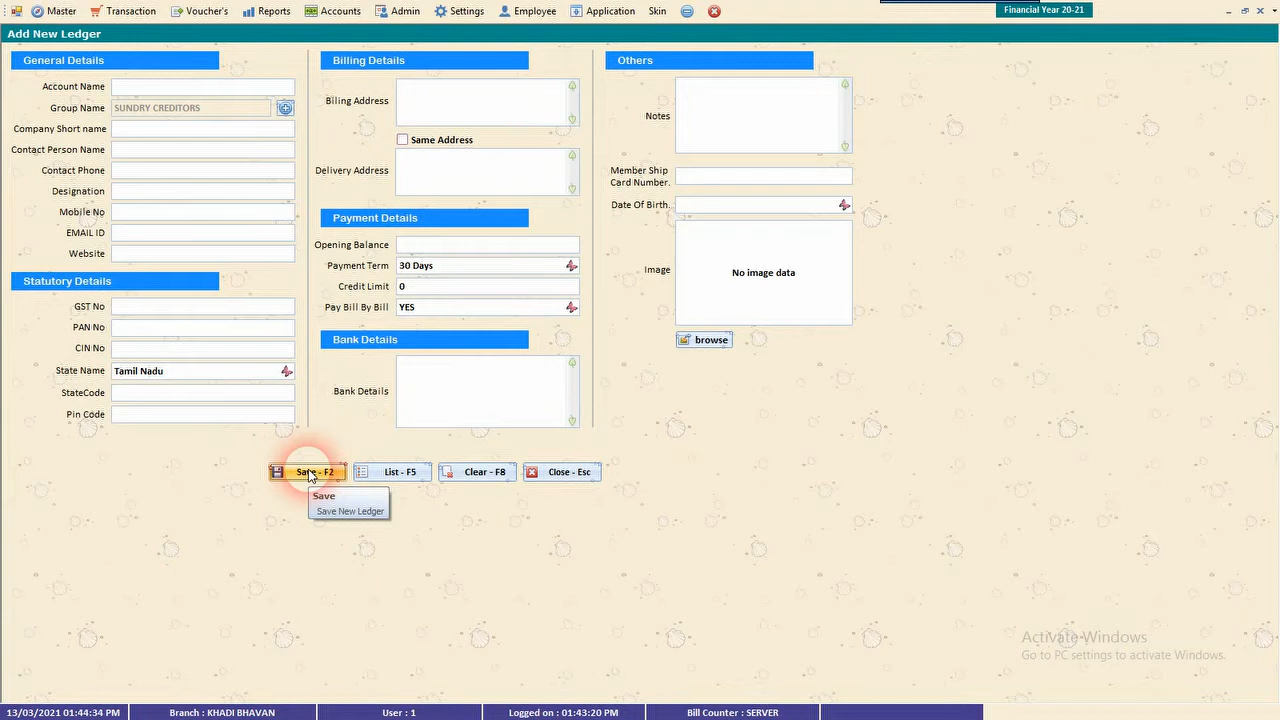 Master Transaction Voucher's Reports Accounts Admin Settings Employee Application Skin
Financial Year 20-21
Add New Ledger
General Details
Account Name
Group Name SUNDRY CREDITORS
Company Short name
Contact Person Name
Contact Phone
Designation
Mobile No
EMAIL ID
Website
Statutory Details
GST No
PAN No
CIN No
State Name Tamil Nadu
StateCode
Pin Code
Billing Details
Biling Address
Same Address
Delivery Address
Payment Details
Opening Balance
Payment Term 30 Days
Credit Limit 0
Pay Bill By Bill YES
Bank Details
Bank Details
Others
Notes
Member Ship
Card Number.
Date Of Birth.
Image No image data
browse
Save - F2 List - F5 Clear - F8 Close - Esc
Save
Save New Ledger
Activate Windows
Go to PC settings to activate Windows.
13/03/2021 01:44:34 PM Branch : KHADI BHAVAN User : 1 Logged on : 01:43:20 PM Bill Counter : SERVER